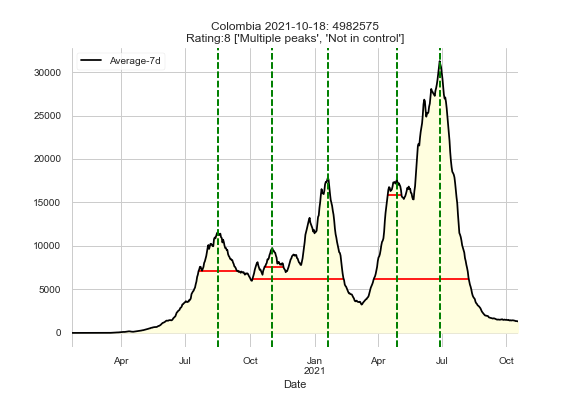 Colombia 2021-10-18: 4982575
Rating:8 ['Multiple peaks', 'Not in control']
Average-7d
30000
25000
20000
15000
10000
5000
0
Apr Jul Oct Jan Apr Jul Oct
2021
Date